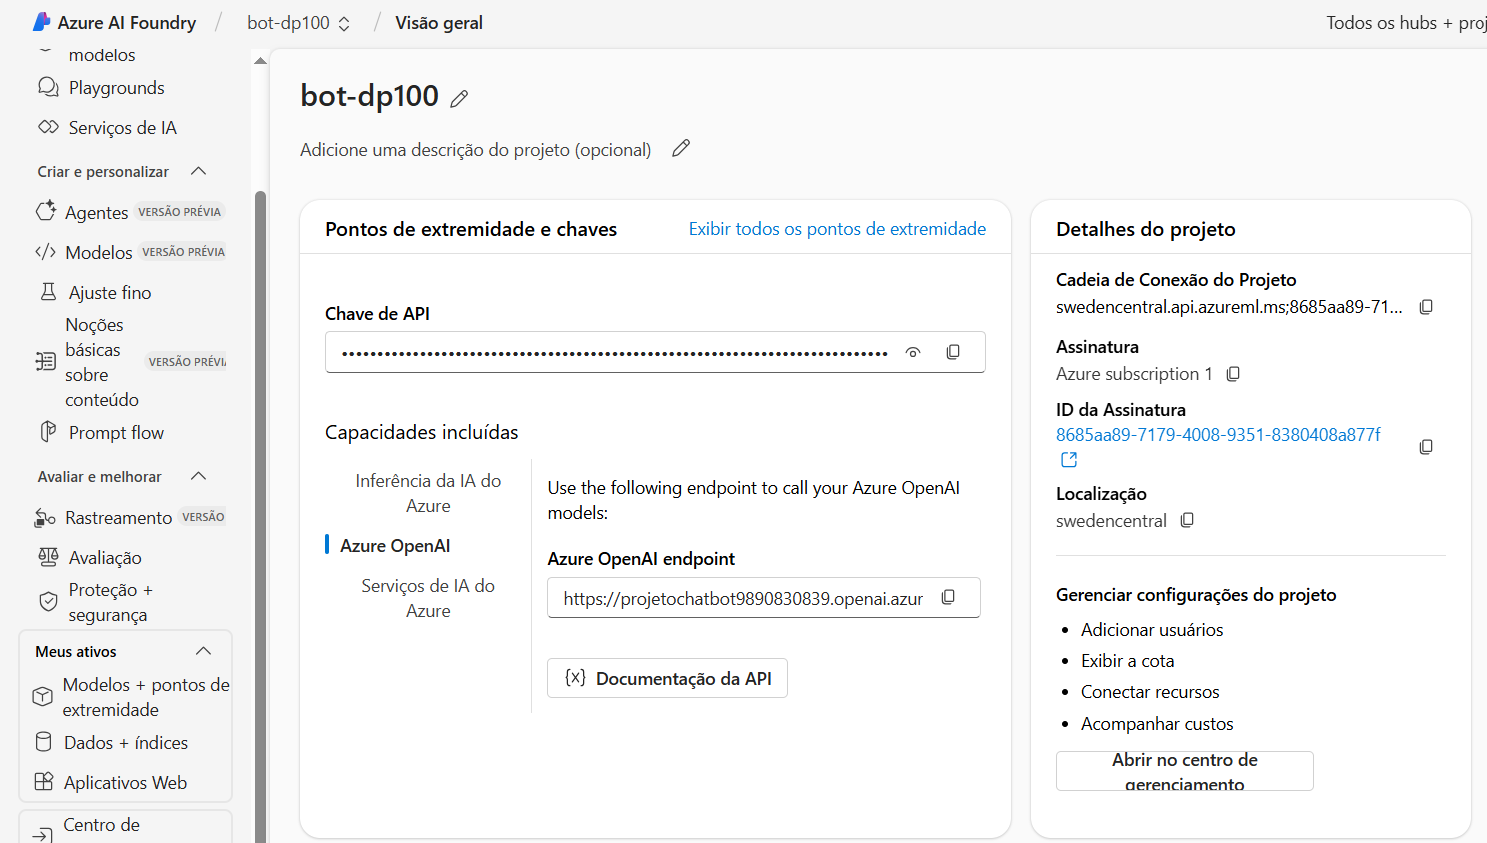 Azure AI Foundry / bot-dp100 / Visão geral
Todos os hubs + proj
modelos
Playgrounds
Serviços de IA
Criar e personalizar
Agentes VERSÃO PRÉVIA
Modelos VERSÃO PRÉVIA
Ajuste fino
Noções
básicas
sobre
conteúdo
VERSÃO PRÉVI
Prompt flow
Avaliar e melhorar
Rastreamento VERSÃO
Avaliação
Proteção +
segurança
Meus ativos
Modelos + pontos de
extremidade
Dados + índices
Aplicativos Web
Centro de
bot-dp100
Adicione uma descrição do projeto (opcional)
Pontos de extremidade e chaves
Exibir todos os pontos de extremidade
Chave de API
Capacidades incluídas
Inferência da IA do
Azure
Azure OpenAI
Serviços de IA do
Azure
Use the following endpoint to call your Azure OpenAI
models:
Azure OpenAI endpoint
https://projetochatbot9890830839.openai.azur
Documentação da API
Detalhes do projeto
Cadeia de Conexão do Projeto
swedencentral.api.azureml.ms;8685aa89-71...
Assinatura
Azure subscription 1
ID da Assinatura
8685aa89-7179-4008-9351-8380408a877f
Localização
swedencentral
Gerenciar configurações do projeto
• Adicionar usuários
• Exibir a cota
• Conectar recursos
• Acompanhar custos
Abrir no centro de
gerenciamento